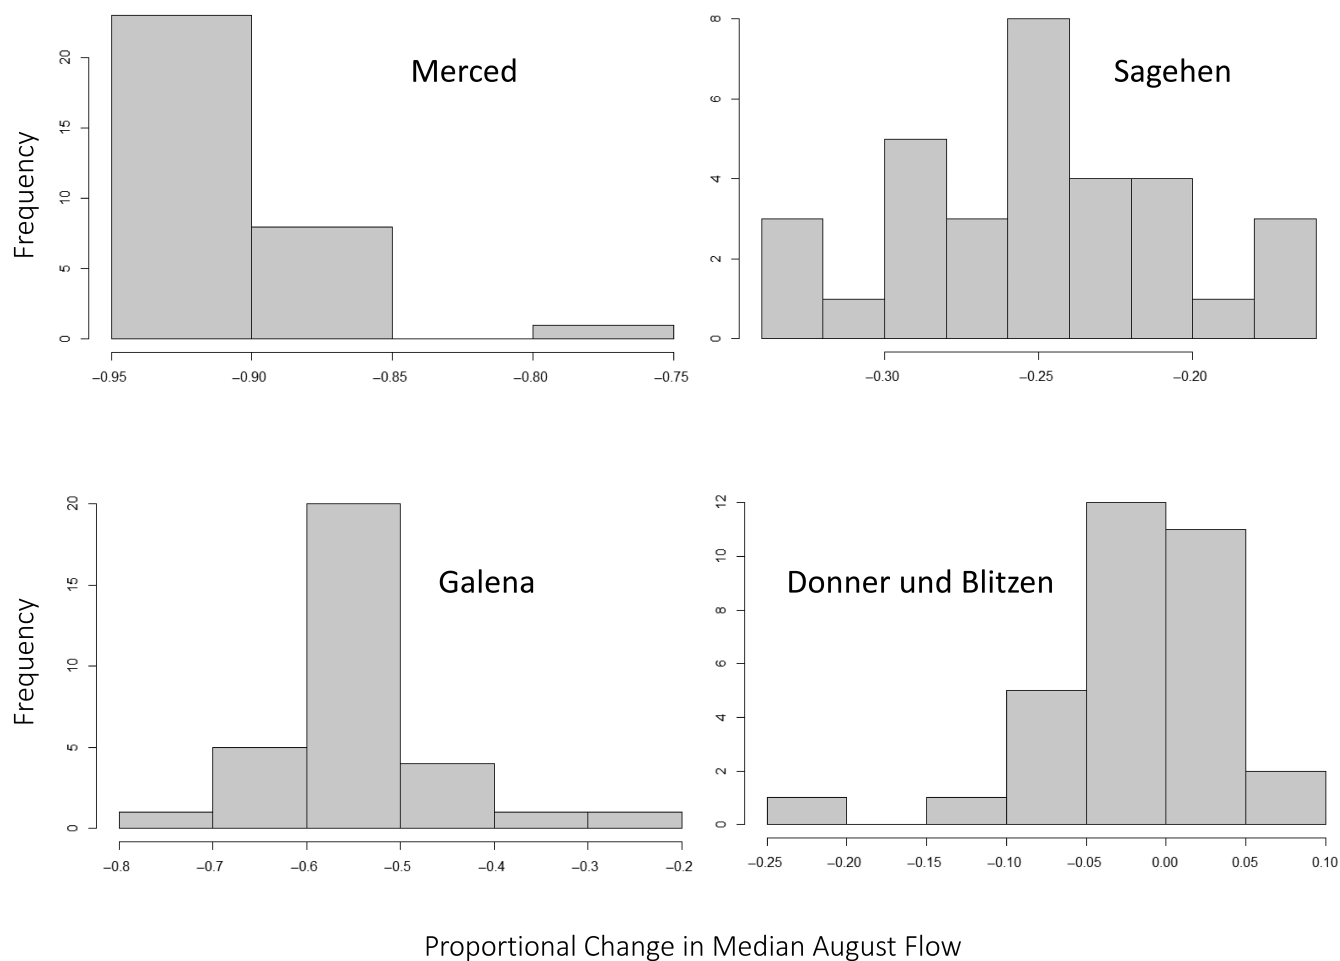 Merced
Frequency
0 5 10 15 20
−0.95 −0.90 −0.85 −0.80 −0.75
Sagehen
0 2 4 6 8
−0.30 −0.25 −0.20
Galena
Frequency
0 5 10 15 20
−0.8 −0.7 −0.6 −0.5 −0.4 −0.3 −0.2
Donner und Blitzen
0 2 4 6 8 10 12
−0.25 −0.20 −0.15 −0.10 −0.05 0.00 0.05 0.10
Proportional Change in Median August Flow